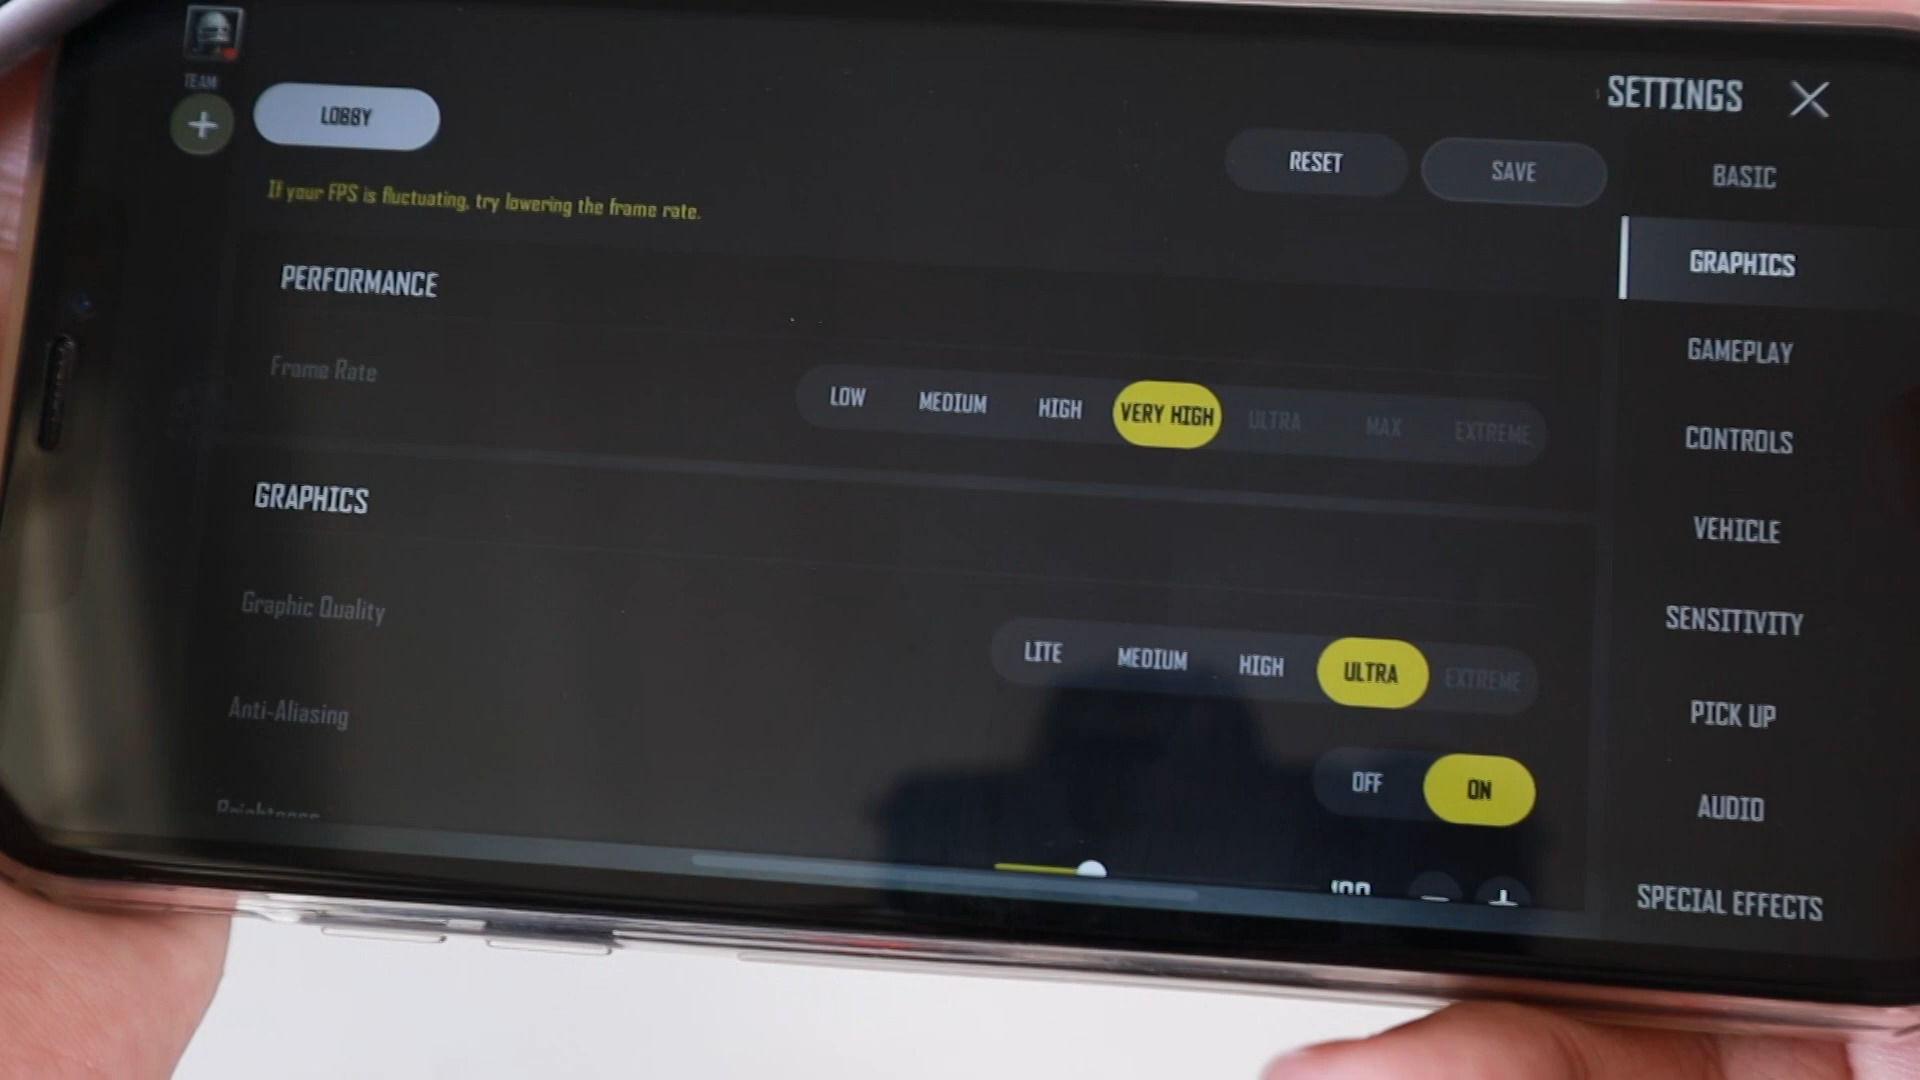 TEAM
LOBBY
SETTINGS
RESET
SAVE
If your FPS is fluctuating, try lowering the frame rate.
PERFORMANCE
Frame Rate
LOW
MEDIUM
HIGH
VERY HIGH
ULTRA
MAX
EXTREME
GRAPHICS
Graphic Quality
LITE
MEDIUM
HIGH
ULTRA
EXTREME
Anti-Aliasing
OFF
ON
Brightness
BASIC
GRAPHICS
GAMEPLAY
CONTROLS
VEHICLE
SENSITIVITY
PICK UP
AUDIO
SPECIAL EFFECTS